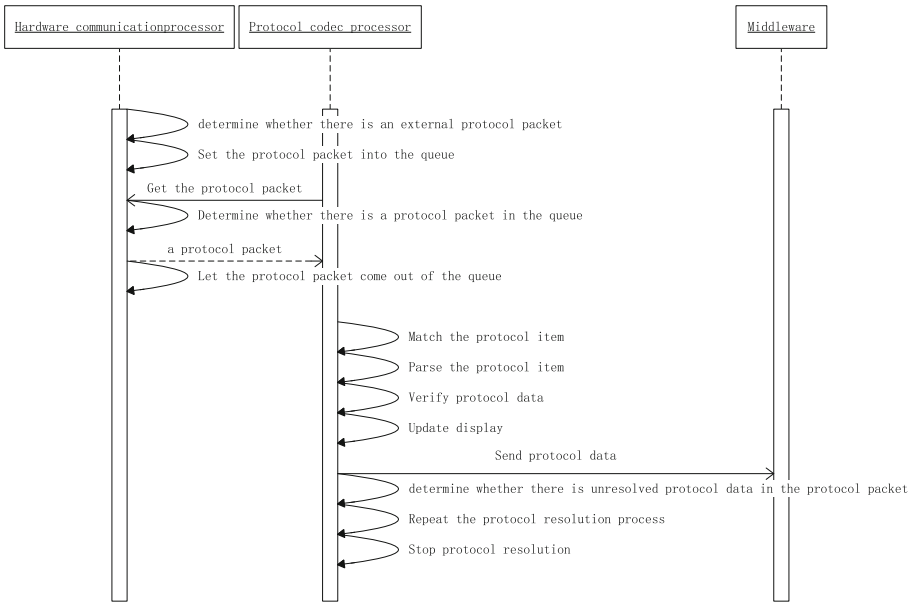 Hardware communicationprocessor
Protocol codec processor
Middleware
determine whether there is an external protocol packet
Set the protocol packet into the queue
Get the protocol packet
Determine whether there is a protocol packet in the queue
a protocol packet
Let the protocol packet come out of the queue
Match the protocol item
Parse the protocol item
Verify protocol data
Update display
Send protocol data
determine whether there is unresolved protocol data in the protocol packet
Repeat the protocol resolution process
Stop protocol resolution